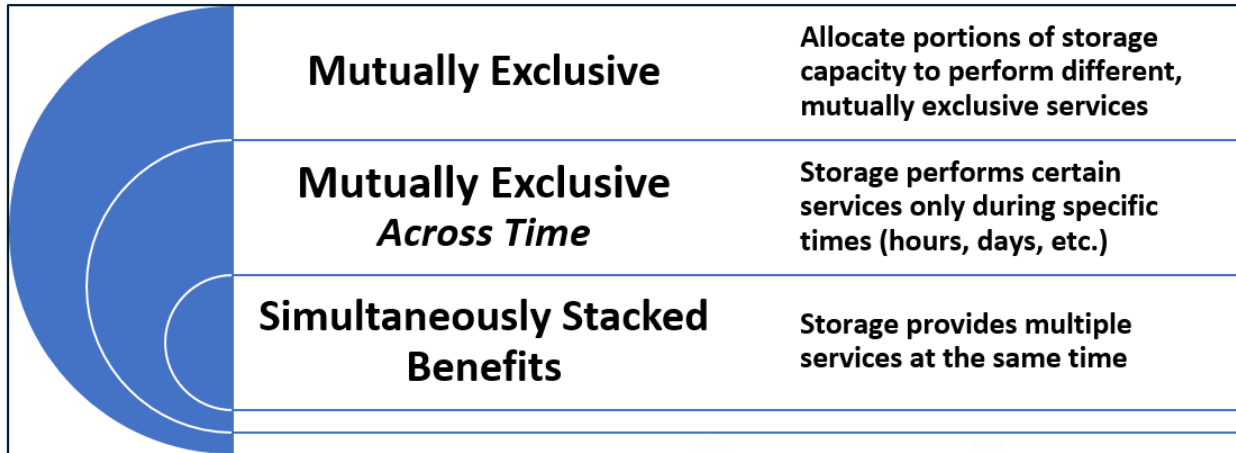 Mutually Exclusive
Allocate portions of storage
capacity to perform different,
mutually exclusive services
Mutually Exclusive
Across Time
Storage performs certain
services only during specific
times (hours, days, etc.)
Simultaneously Stacked
Benefits
Storage provides multiple
services at the same time